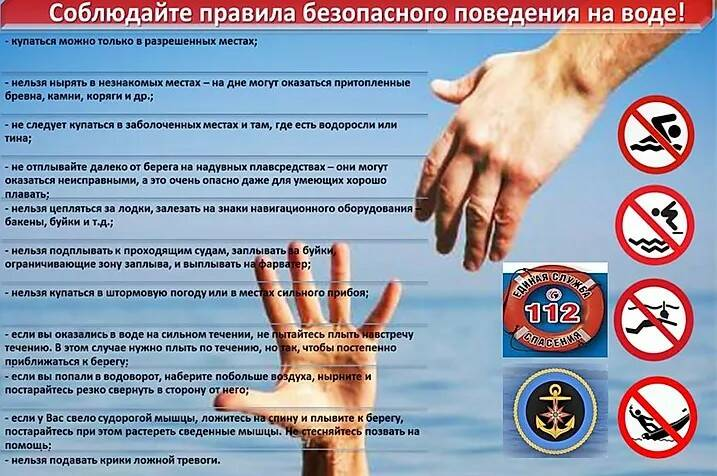 Соблюдайте правила безопасного поведения на воде!
- купаться можно только в разрешенных местах;
- нельзя нырять в незнакомых местах – на дне могут оказаться притопленные
бревна, камни, коряги и др.;
- не следует купаться в заболоченных местах и там, где есть водоросли или
тина;
- не отплывайте далеко от берега на надувных плавсредствах – они могут
оказаться неисправными, а это очень опасно даже для умеющих хорошо
плавать;
- нельзя цепляться за лодки, залезать на знаки навигационного оборудования –
бакены, буйки и т.д.;
- нельзя подплывать к проходящим судам, заплывать за буйки,
ограничивающие зону заплыва, и выплывать на фарватер;
- нельзя купаться в штормовую погоду или в местах сильного прибоя;
- если вы оказались в воде на сильном течении, не пытайтесь плыть навстречу
течению. В этом случае нужно плыть по течению, но так, чтобы постепенно
приближаться к берегу;
- если вы попали в водоворот, наберите побольше воздуха, нырните и
постарайтесь резко свернуть в сторону от него;
- если у Вас свело судорогой мышцы, ложитесь на спину и плывите к берегу,
постарайтесь при этом растереть сведенные мышцы. Не стесняйтесь позвать на
помощь;
- нельзя подавать крики ложной тревоги.
ЕДИНАЯ СЛУЖБА
112
СПАСЕНИЯ